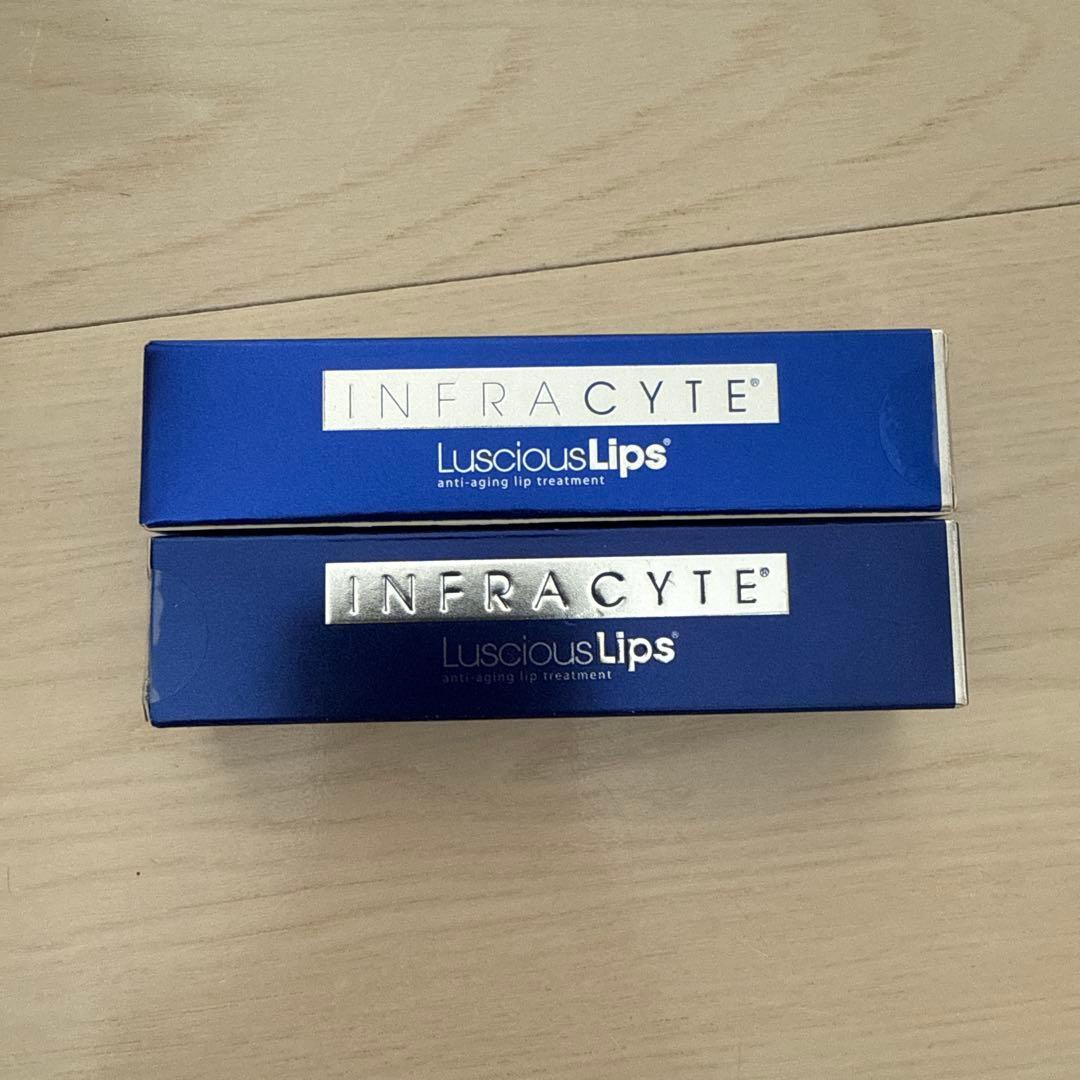 INFRACYTE®
LusciousLips®
anti-aging lip treatment
INFRACYTE®
LusciousLips®
anti-aging lip treatment